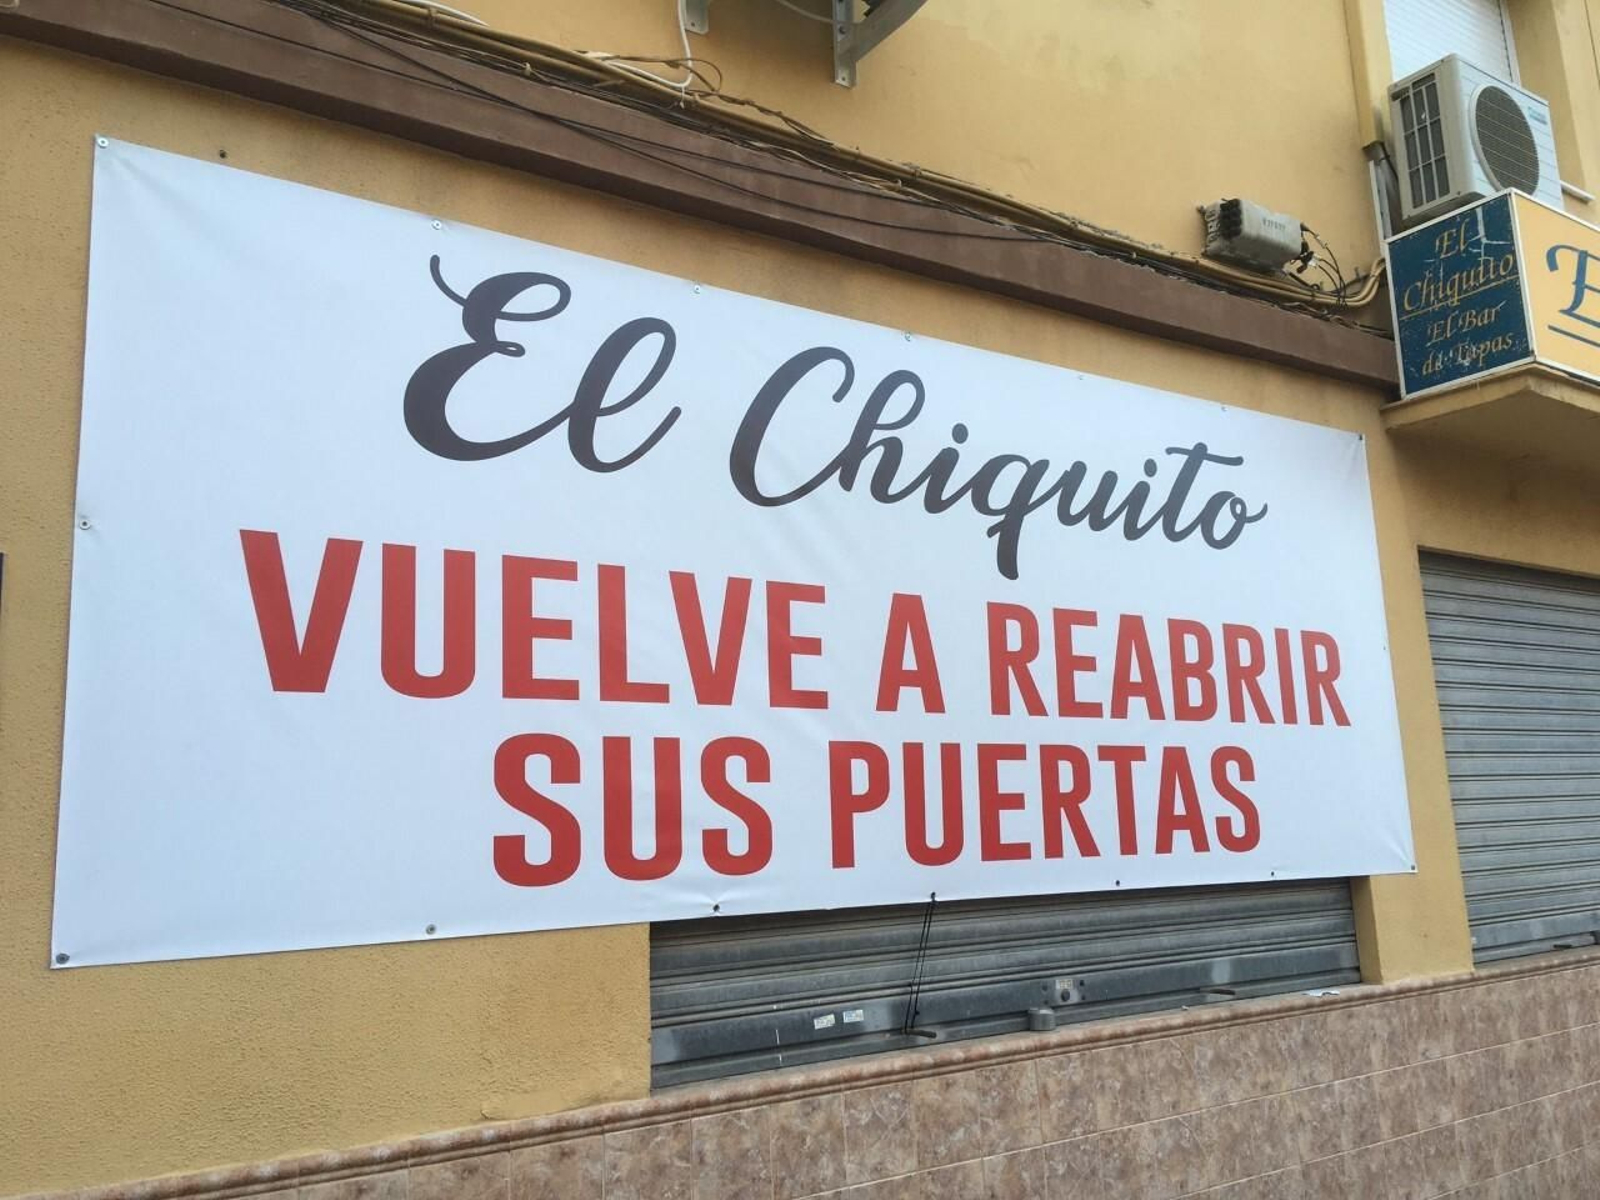 El Chiquito
VUELVE A REABRIR
SUS PUERTAS
El
Chiquito
El Bar
de Tapas
E